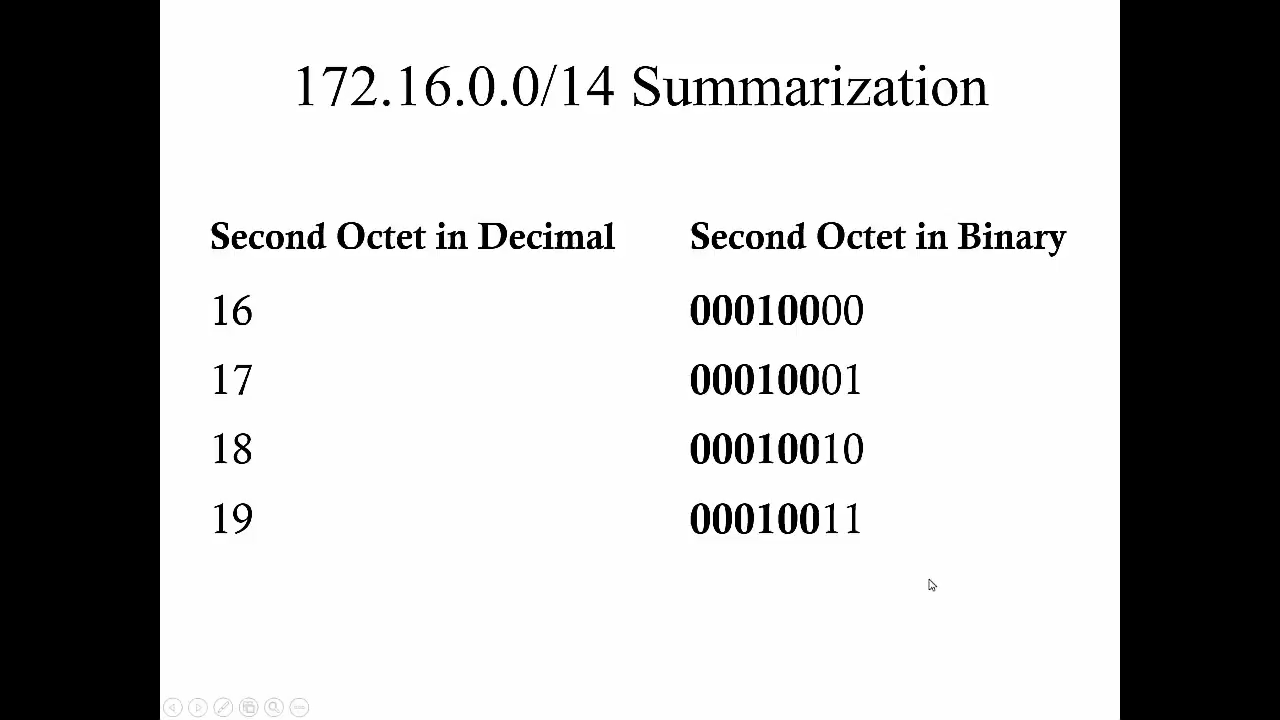 172.16.0.0/14 Summarization
Second Octet in Decimal Second Octet in Binary
16 00010000
17 00010001
18 00010010
19 00010011